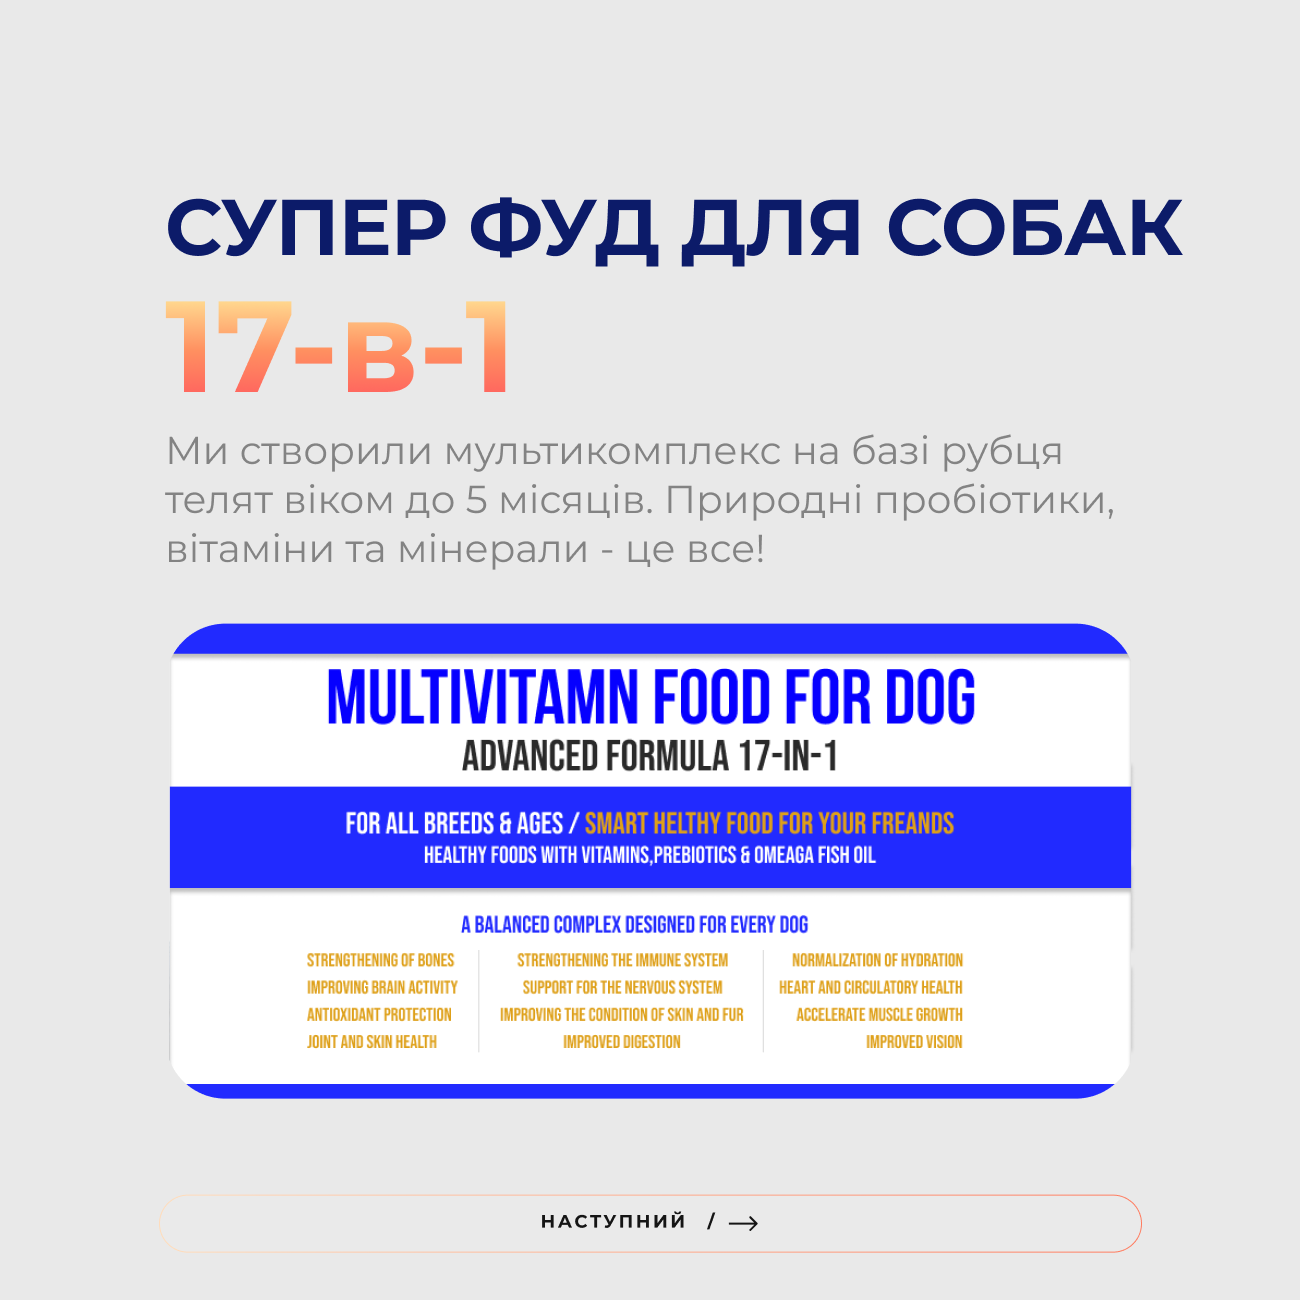 СУПЕР ФУД ДЛЯ СОБАК
17-в-1
Ми створили мультикомплекс на базі рубця
телят віком до 5 місяців. Природні пробіотики,
вітаміни та мінерали - це все!
MULTIVITAMN FOOD FOR DOG
ADVANCED FORMULA 17-IN-1
FOR ALL BREEDS & AGES / SMART HELTHY FOOD FOR YOUR FREANDS
HEALTHY FOODS WITH VITAMINS,PREBIOTICS & OMEAGA FISH OIL
A BALANCED COMPLEX DESIGNED FOR EVERY DOG
STRENGTHENING OF BONES
IMPROVING BRAIN ACTIVITY
ANTIOXIDANT PROTECTION
JOINT AND SKIN HEALTH
STRENGTHENING THE IMMUNE SYSTEM
SUPPORT FOR THE NERVOUS SYSTEM
IMPROVING THE CONDITION OF SKIN AND FUR
IMPROVED DIGESTION
NORMALIZATION OF HYDRATION
HEART AND CIRCULATORY HEALTH
ACCELERATE MUSCLE GROWTH
IMPROVED VISION
НАСТУПНИЙ / →